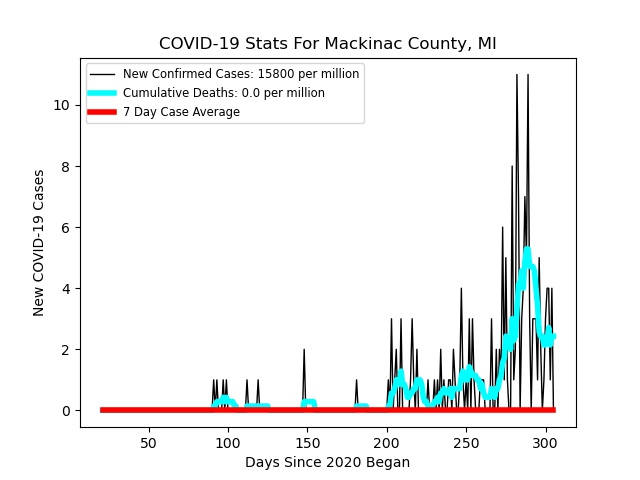 COVID-19 Stats For Mackinac County, MI
New Confirmed Cases: 15800 per million
Cumulative Deaths: 0.0 per million
7 Day Case Average
New COVID-19 Cases
10
8
6
4
2
0
50 100 150 200 250 300
Days Since 2020 Began